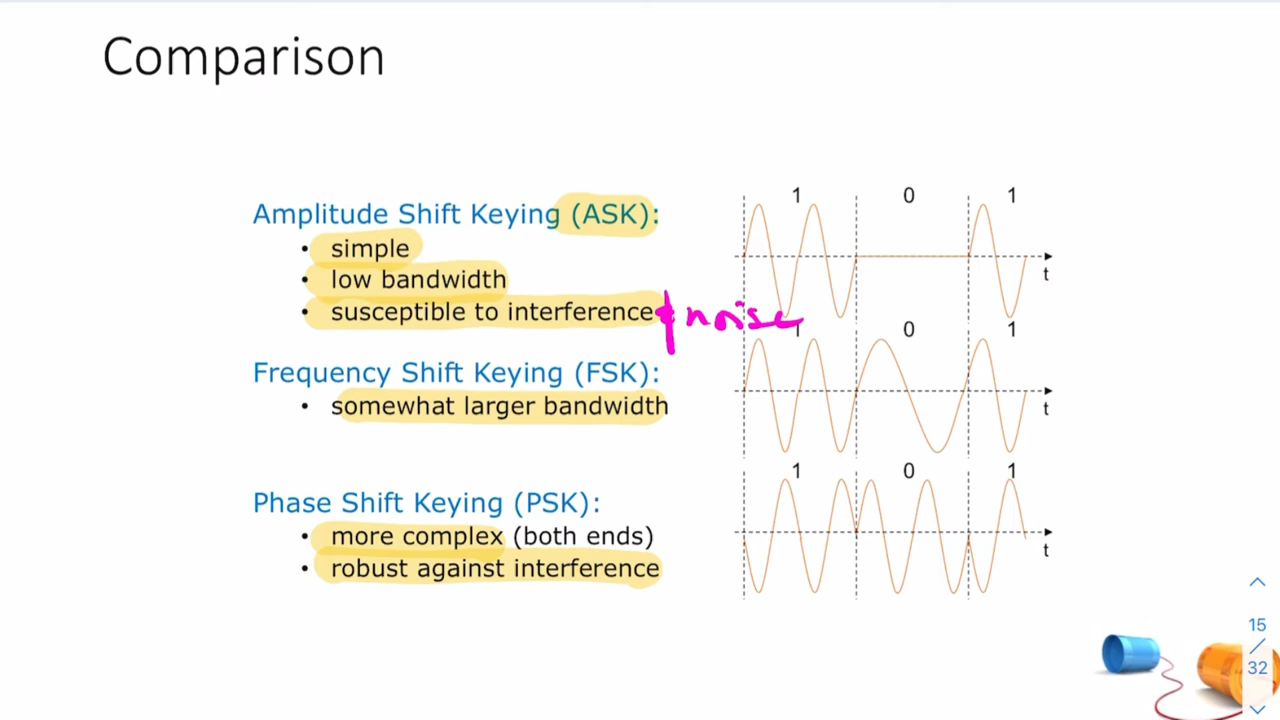 Comparison
Amplitude Shift Keying (ASK):
• simple
• low bandwidth
• susceptible to interference & noise
Frequency Shift Keying (FSK):
• somewhat larger bandwidth
Phase Shift Keying (PSK):
• more complex (both ends)
• robust against interference
1 0 1
t
1 0 1
t
1 0 1
t
15
/
32